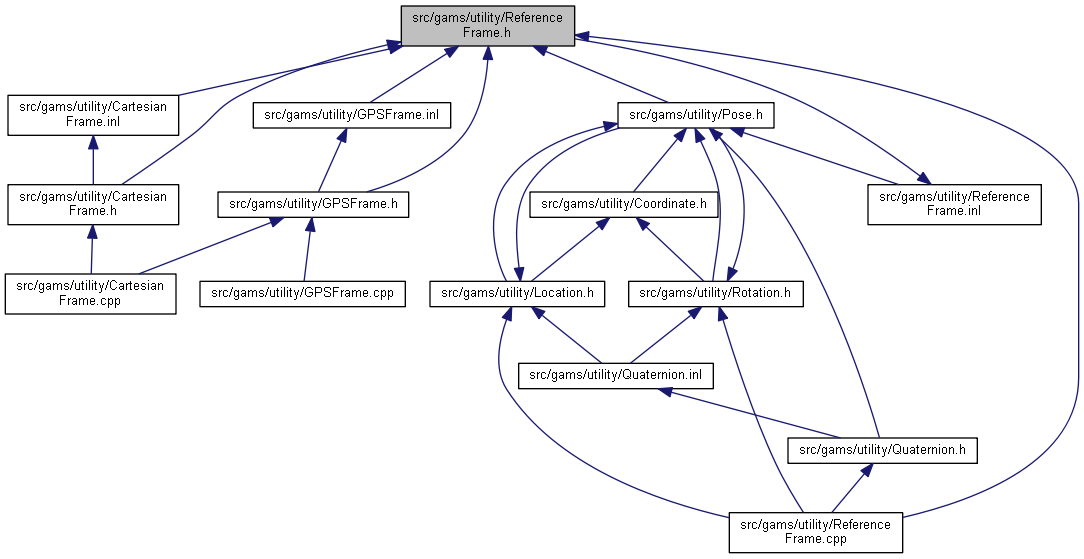 src/gams/utility/Reference
Frame.h
src/gams/utility/Cartesian
Frame.inl
src/gams/utility/GPSFrame.inl
src/gams/utility/Pose.h
src/gams/utility/Cartesian
Frame.h
src/gams/utility/GPSFrame.h
src/gams/utility/Coordinate.h
src/gams/utility/Reference
Frame.inl
src/gams/utility/Cartesian
Frame.cpp
src/gams/utility/GPSFrame.cpp
src/gams/utility/Location.h
src/gams/utility/Rotation.h
src/gams/utility/Quaternion.inl
src/gams/utility/Quaternion.h
src/gams/utility/Reference
Frame.cpp